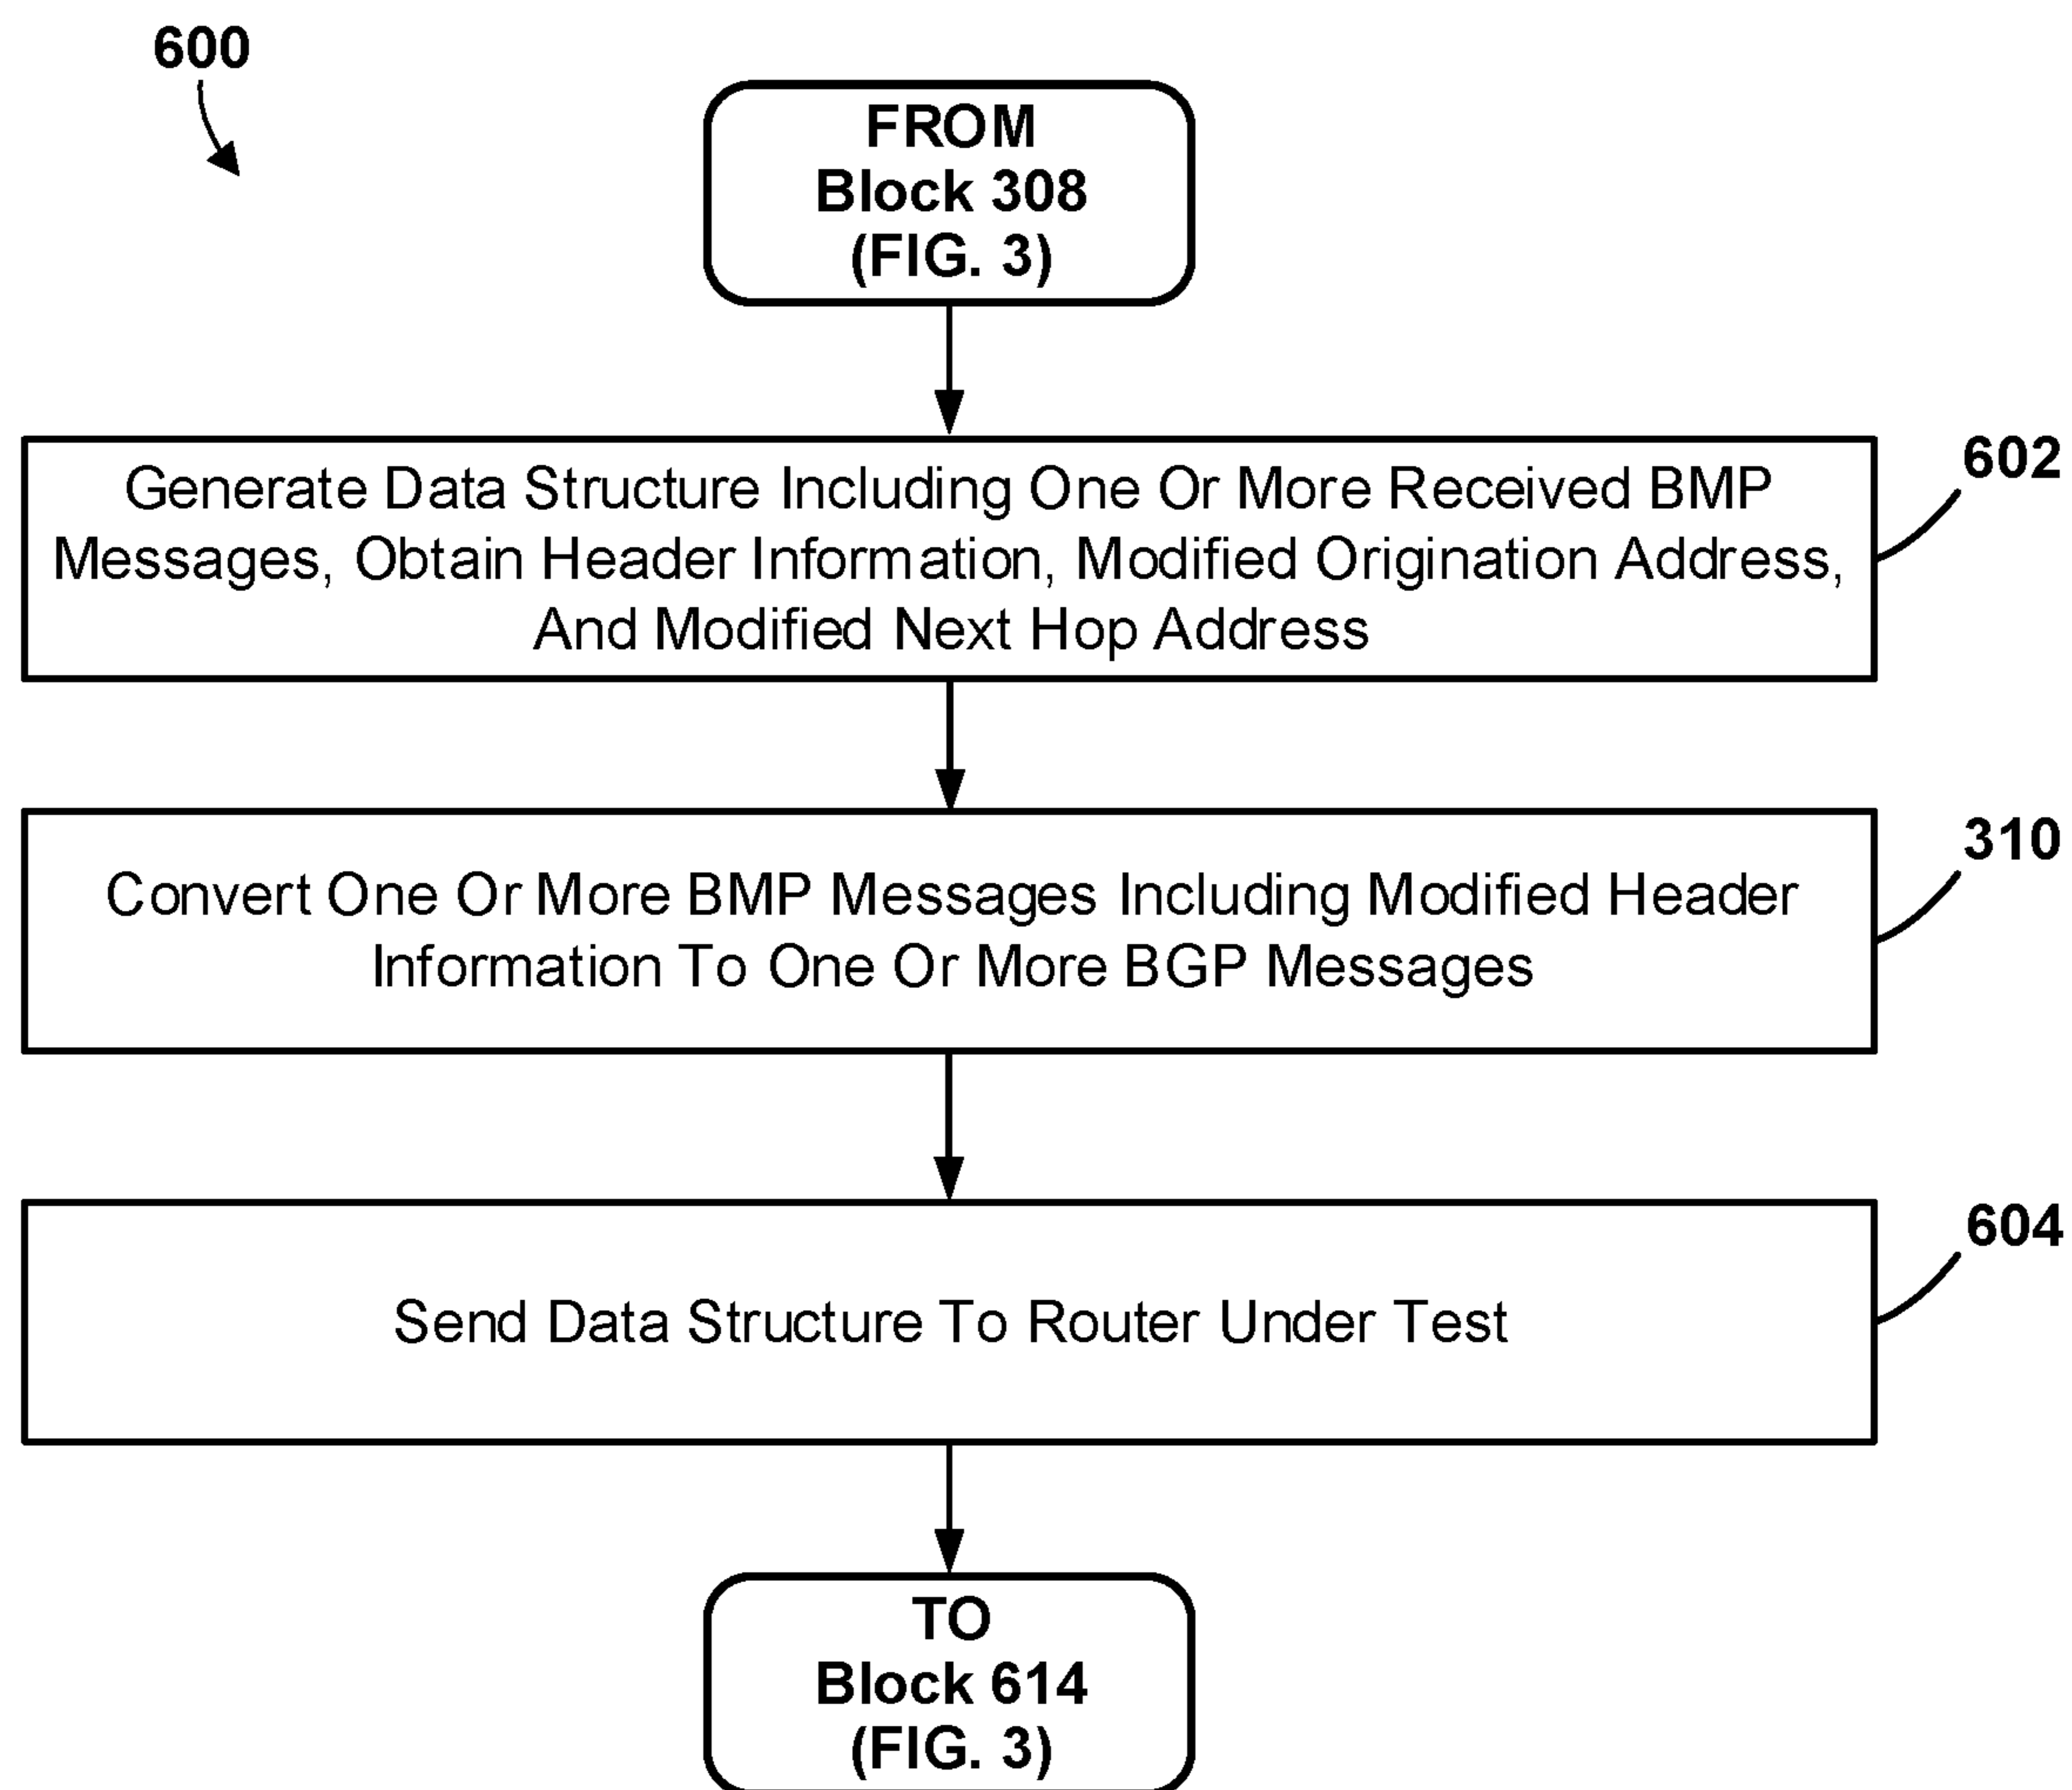 600
FROM
Block 308
(FIG. 3)
602
Generate Data Structure Including One Or More Received BMP
Messages, Obtain Header Information, Modified Origination Address,
And Modified Next Hop Address
310
Convert One Or More BMP Messages Including Modified Header
Information To One Or More BGP Messages
604
Send Data Structure To Router Under Test
TO
Block 614
(FIG. 3)